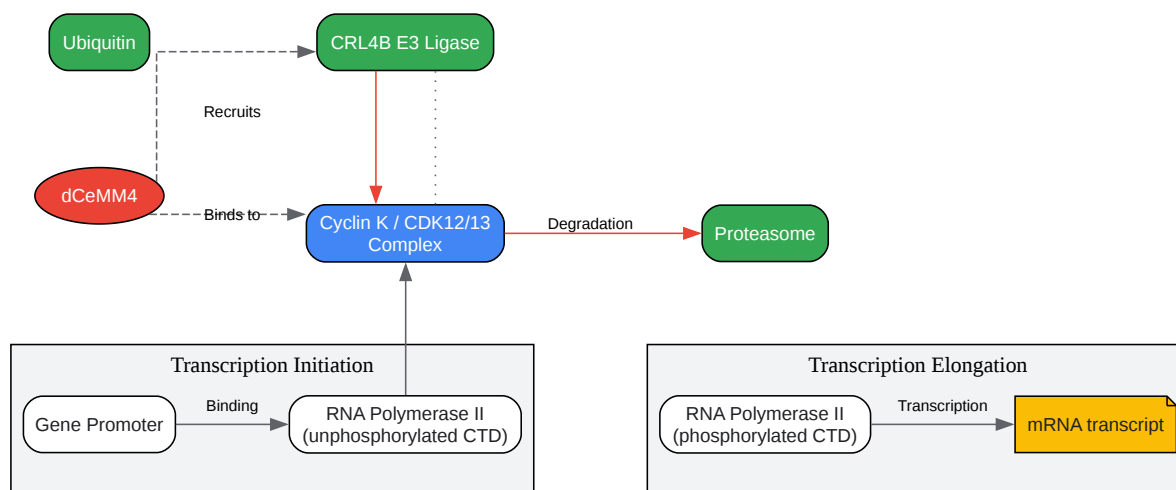 Ubiquitin
CRL4B E3 Ligase
Recruits
dCeMM4
Binds to
Cyclin K / CDK12/13
Complex
Degradation
Proteasome
Transcription Initiation
Gene Promoter
Binding
RNA Polymerase II
(unphosphorylated CTD)
Transcription Elongation
RNA Polymerase II
(phosphorylated CTD)
Transcription
mRNA transcript